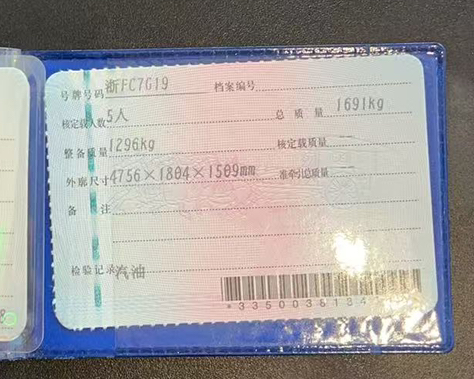 号牌号码 浙FC7G19 档案编号
核定载人数 5人 总质量 1691kg
整备质量 1296kg 核定载质量
外廓尺寸 4756×1804×1509㎜ 准牵引总质量
备注
检验记录 汽油